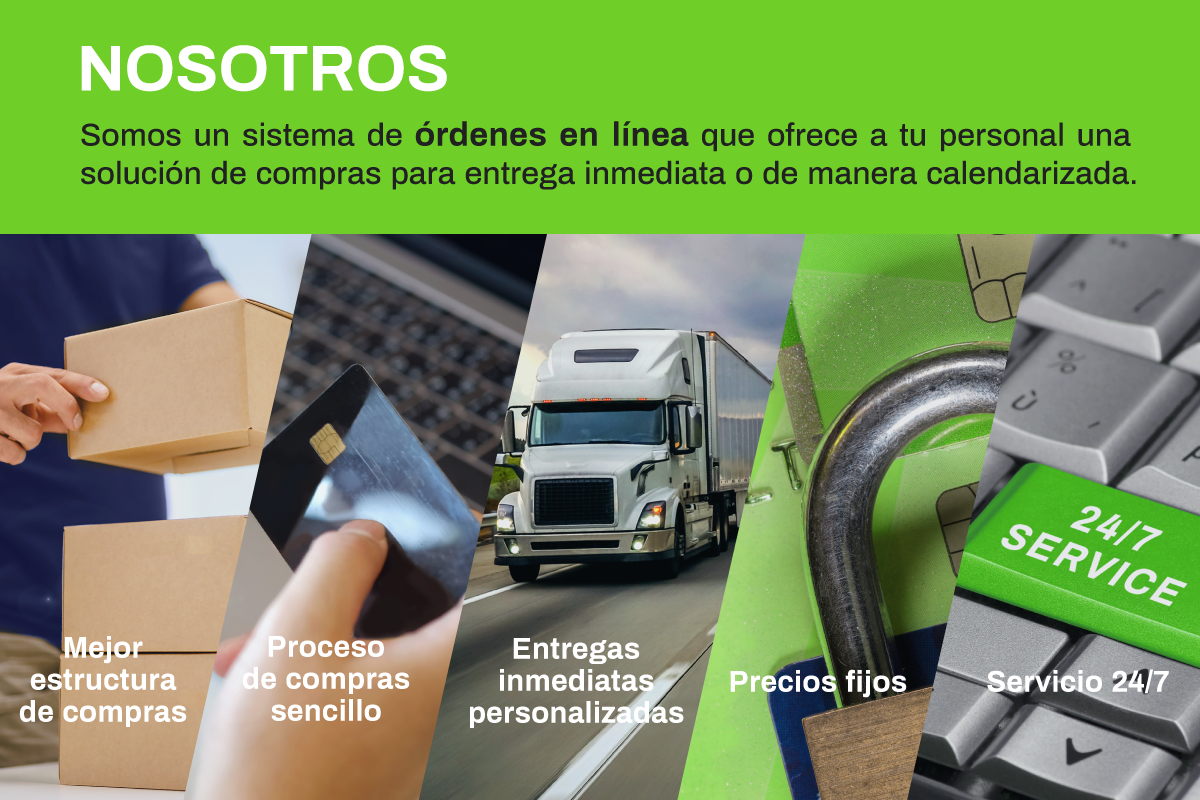 NOSOTROS
Somos un sistema de órdenes en línea que ofrece a tu personal una
solución de compras para entrega inmediata o de manera calendarizada.
24/7
SERVICE
Mejor
estructura
de compras
Proceso
de compras
sencillo
Entregas
inmediatas
personalizadas
Precios fijos
Servicio 24/7